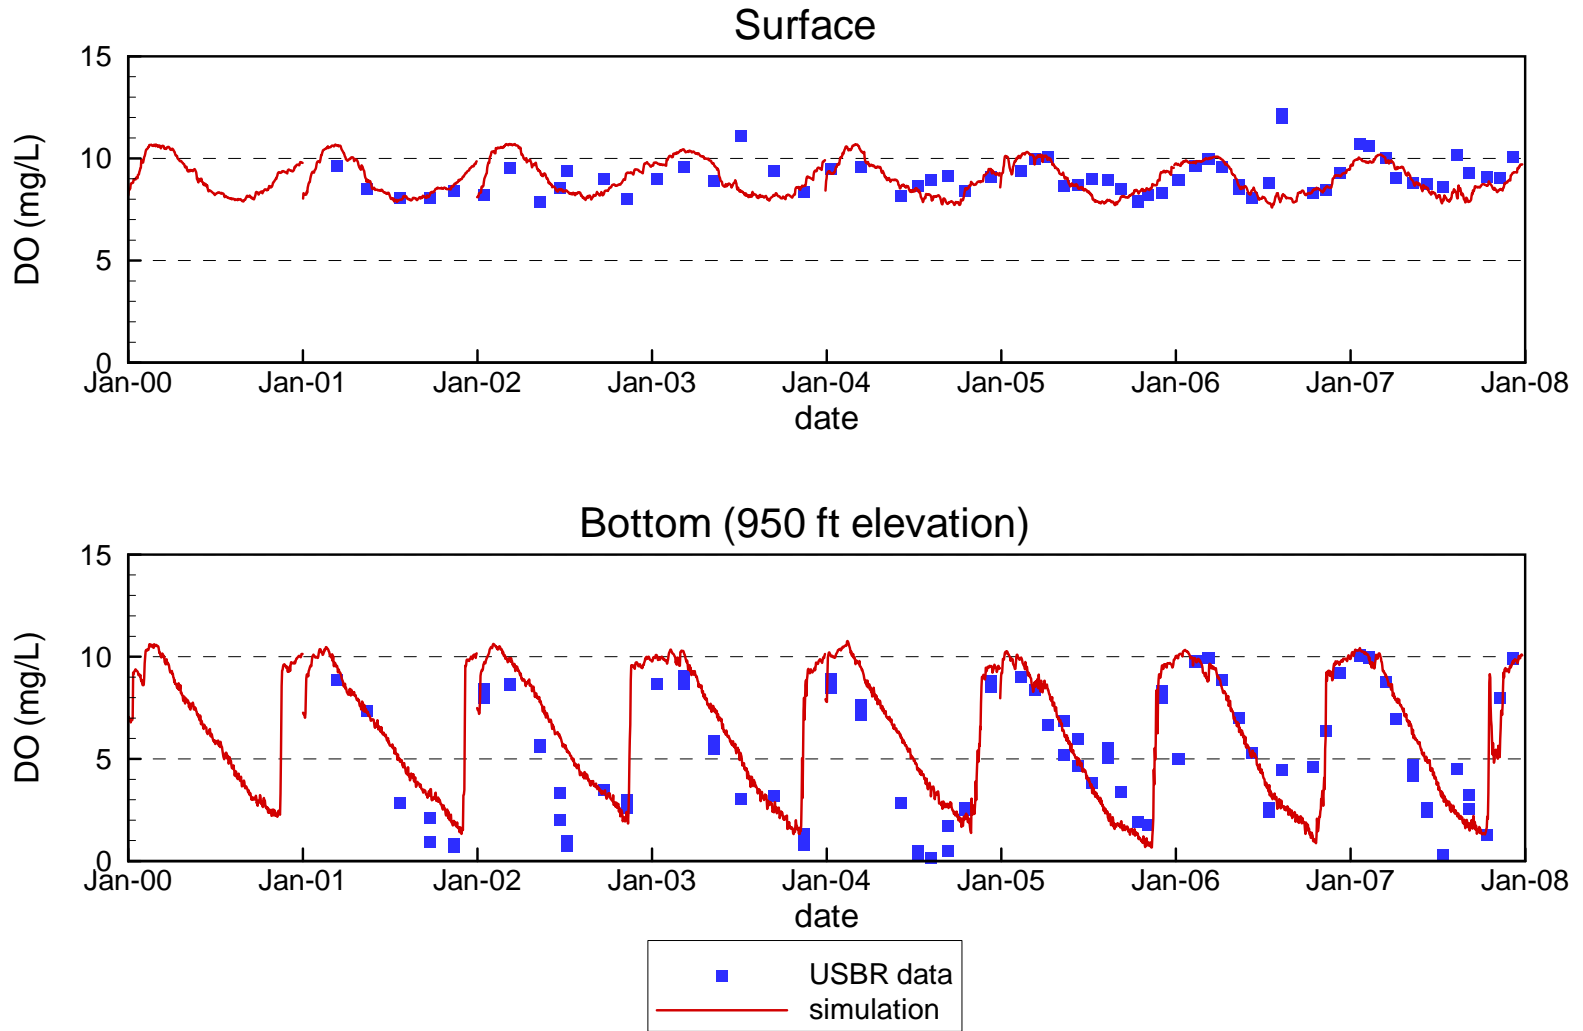 Surface
15
10
5
0
DO (mg/L)
Jan-00 Jan-01 Jan-02 Jan-03 Jan-04 Jan-05 Jan-06 Jan-07 Jan-08
date
Bottom (950 ft elevation)
15
10
5
0
DO (mg/L)
Jan-00 Jan-01 Jan-02 Jan-03 Jan-04 Jan-05 Jan-06 Jan-07 Jan-08
date
USBR data
simulation